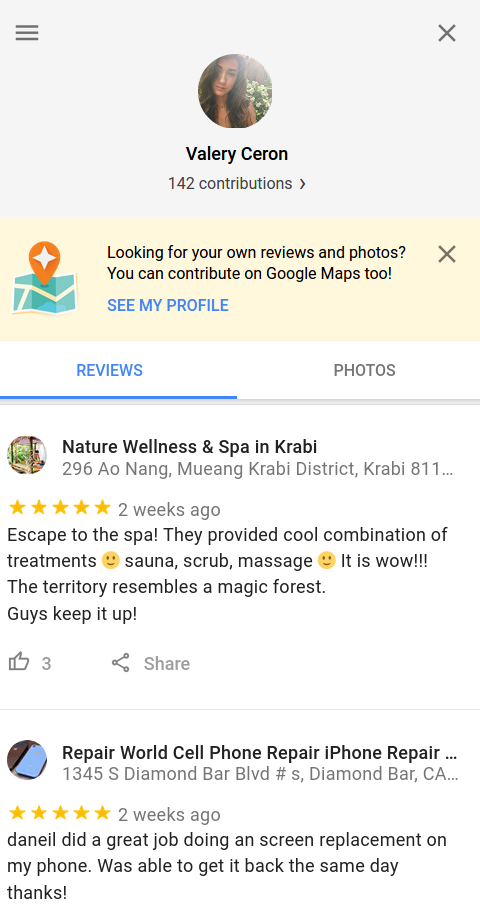 Valery Ceron
142 contributions ›
Looking for your own reviews and photos?
You can contribute on Google Maps too!
SEE MY PROFILE
REVIEWS PHOTOS
Nature Wellness & Spa in Krabi
296 Ao Nang, Mueang Krabi District, Krabi 811...
2 weeks ago
Escape to the spa! They provided cool combination of
treatments 🙂 sauna, scrub, massage 🙂 It is wow!!!
The territory resembles a magic forest.
Guys keep it up!
3 Share
Repair World Cell Phone Repair iPhone Repair ...
1345 S Diamond Bar Blvd # s, Diamond Bar, CA...
2 weeks ago
daneil did a great job doing an screen replacement on
my phone. Was able to get it back the same day
thanks!